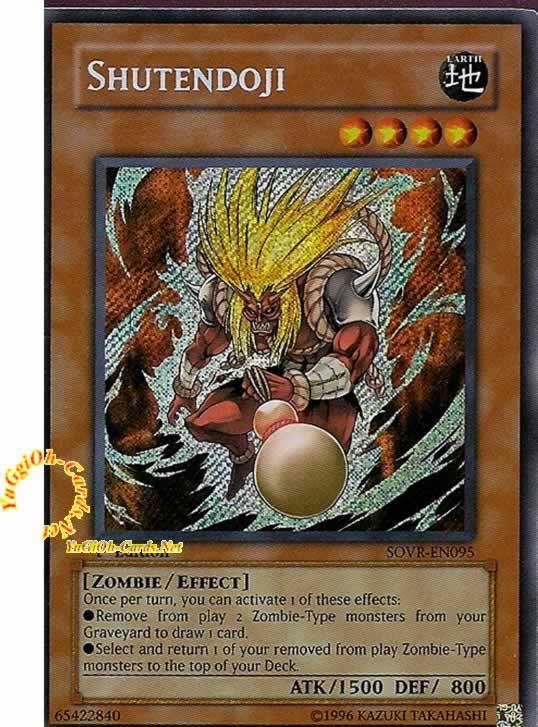 SHUTENDOJI
EARTH
地
YuGgiOh-Cards.Net
YuGiOh-Cards.Net
Edition
SOVR-EN095
[ZOMBIE / EFFECT]
Once per turn, you can activate 1 of these effects:
●Remove from play 2 Zombie-Type monsters from your
Graveyard to draw 1 card.
●Select and return 1 of your removed from play Zombie-Type
monsters to the top of your Deck.
ATK/1500 DEF/ 800
65422840
©1996 KAZUKI TAKAHASHI